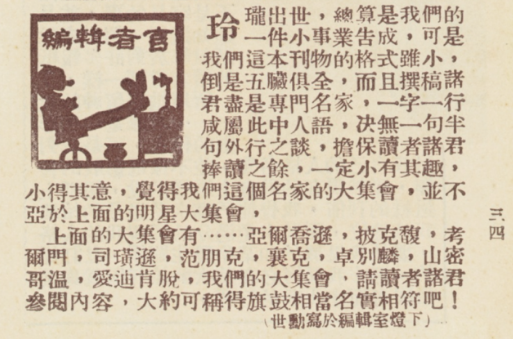 編輯者言
玲瓏出世，總算是我們的
一件小事業告成，可是，
我們這本刊物的格式雖小，
倒是五臟俱全，而且撰稿諸
君盡是專門名家，一字一行
咸屬此中人語，決無一句半
句外行之談，擔保讀者諸君
捧讀之餘，一定小有其趣，
小得其意，覺得我們這個名家的大集會，並不
亞於上面的明星大集會，
上面的大集會有……亞爾喬遜，披克馥，考
爾門，司璜遜，范朋克，襄克，卓別麟，山密
哥溫，愛迪肯脫，我們的大集會，請讀者諸君
參閱內容，大約可稱得旗鼓相當名實相符吧！
（世勳寫於編輯室燈下）
三四